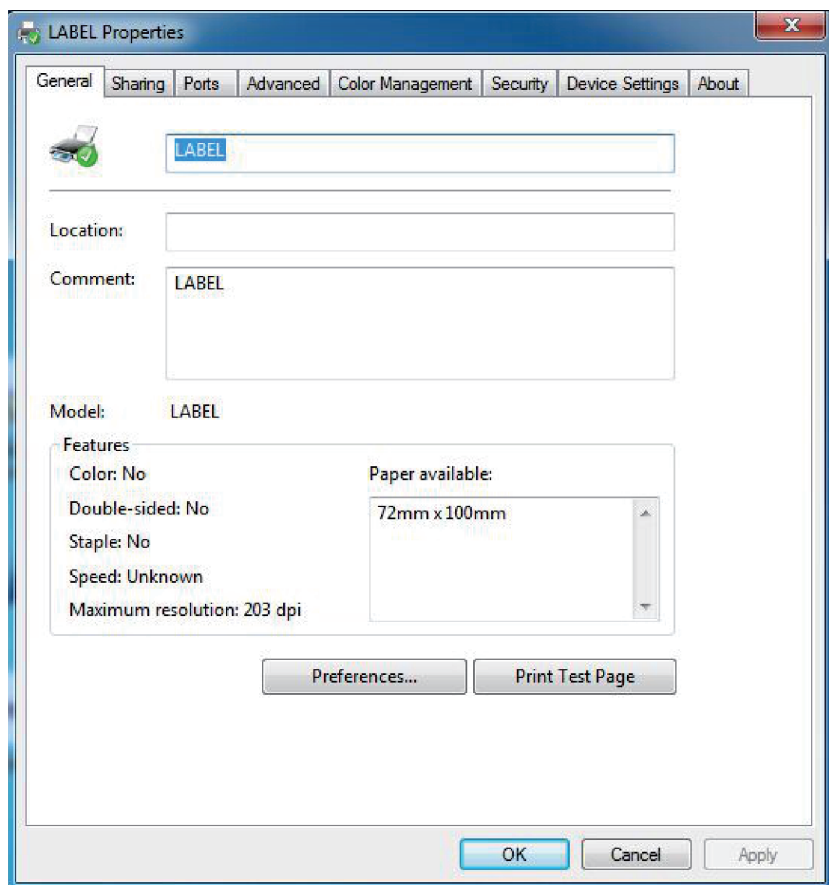 LABEL Properties
General Sharing Ports Advanced Color Management Security Device Settings About
LABEL
Location:
Comment: LABEL
Model: LABEL
Features
Color: No Paper available:
Double-sided: No 72mm x 100mm
Staple: No
Speed: Unknown
Maximum resolution: 203 dpi
Preferences... Print Test Page
OK Cancel Apply